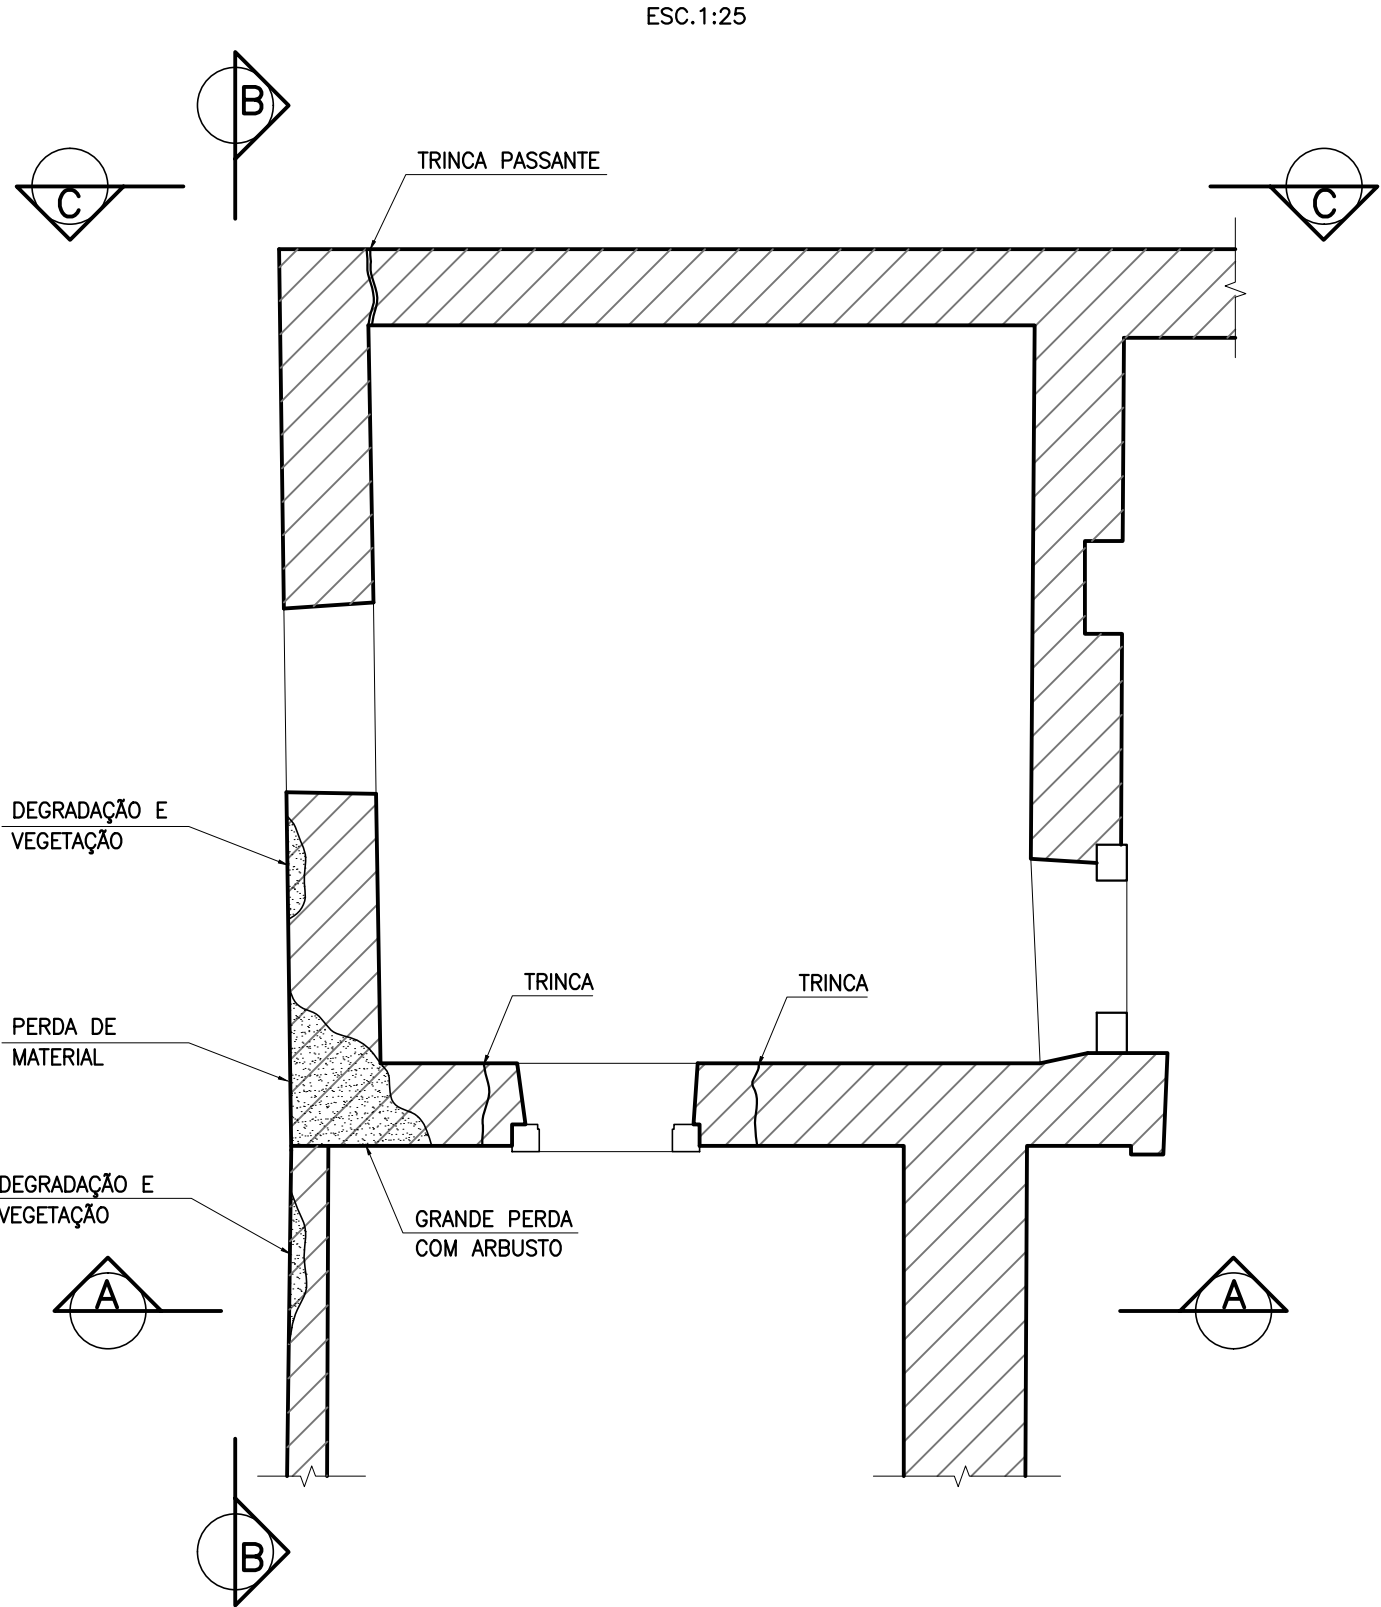 ESC.1:25
B
TRINCA PASSANTE
C
C
DEGRADAÇÃO E
VEGETAÇÃO
TRINCA
TRINCA
PERDA DE
MATERIAL
DEGRADAÇÃO E
VEGETAÇÃO
GRANDE PERDA
COM ARBUSTO
A
A
B